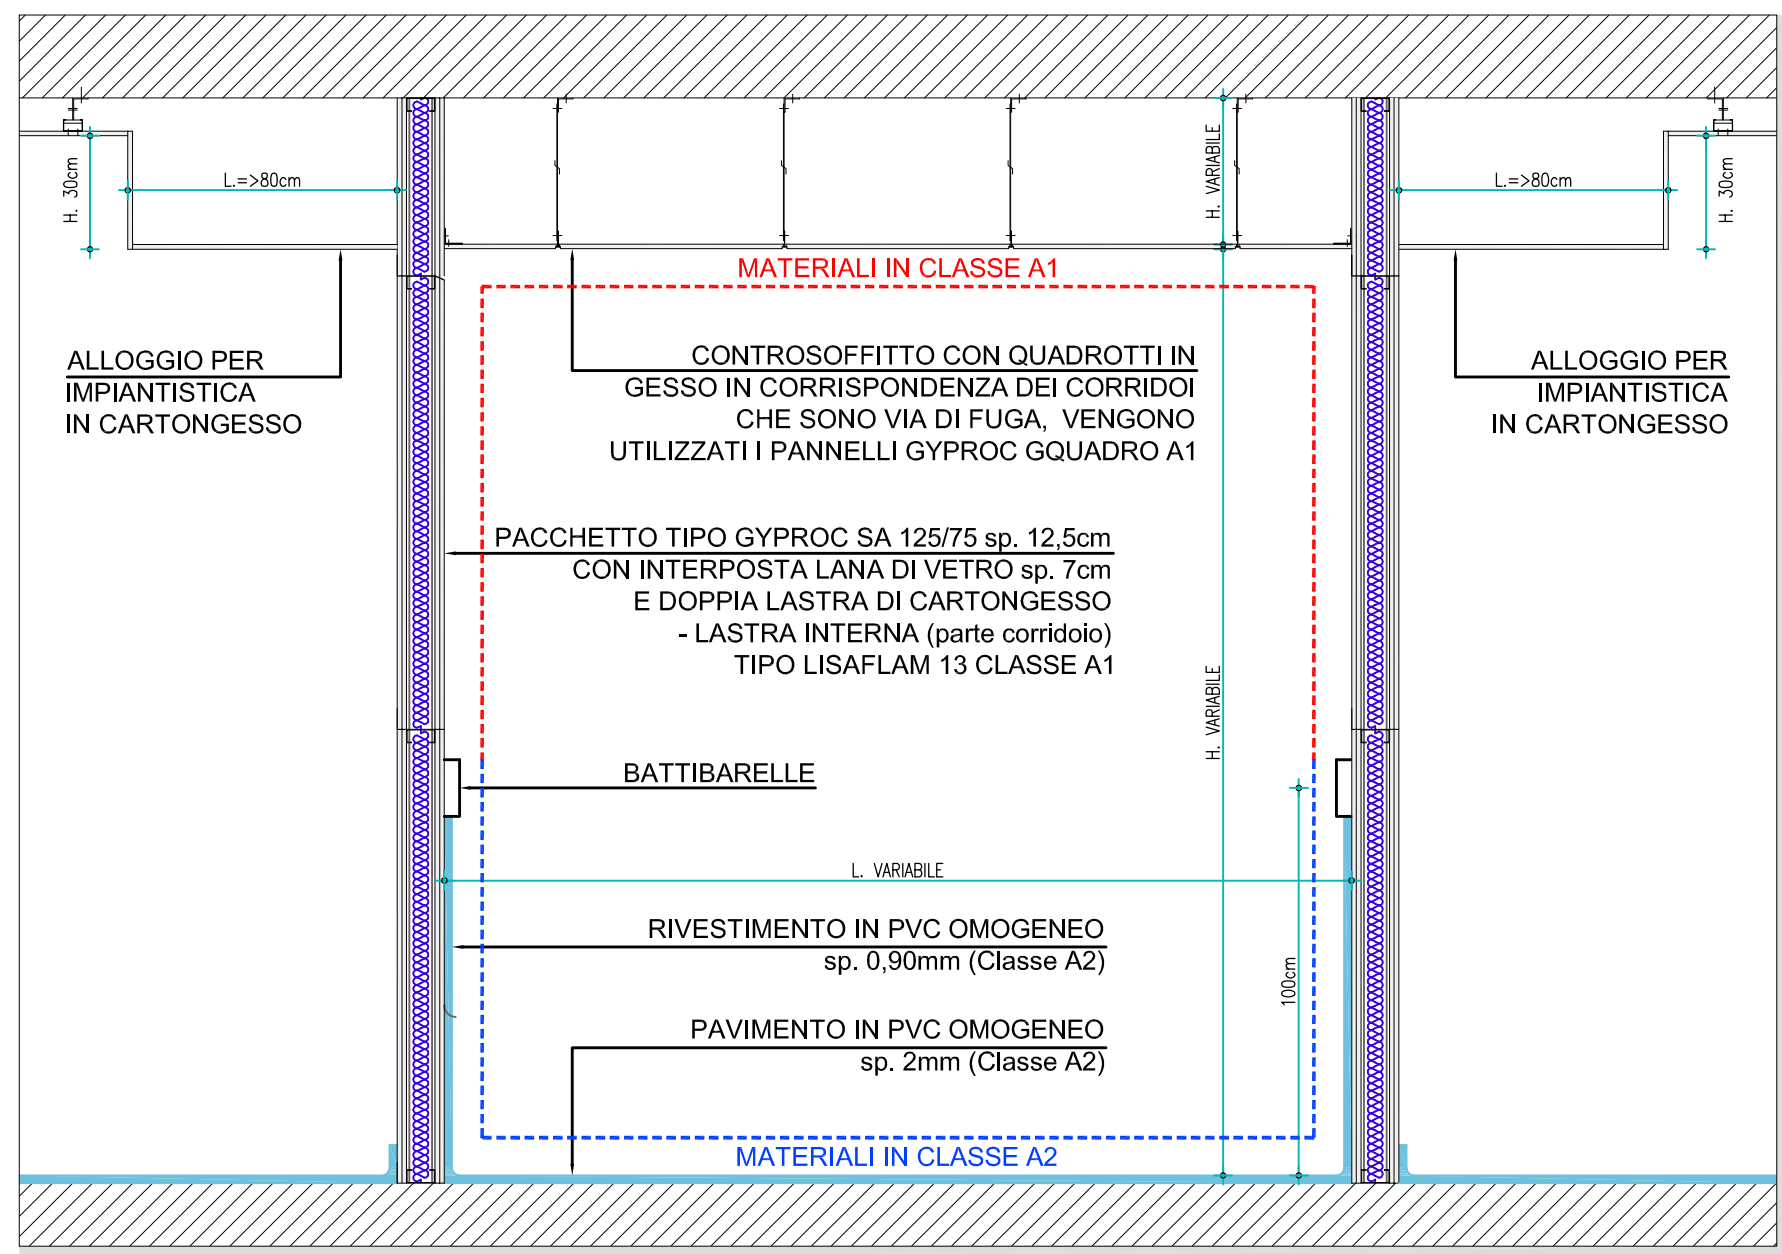 H. 30cm
L.=>80cm
H. VARIABILE
L.=>80cm
H. 30cm
MATERIALI IN CLASSE A1
ALLOGGIO PER
IMPIANTISTICA
IN CARTONGESSO
CONTROSOFFITTO CON QUADROTTI IN
GESSO IN CORRISPONDENZA DEI CORRIDOI
CHE SONO VIA DI FUGA, VENGONO
UTILIZZATI I PANNELLI GYPROC GQUADRO A1
ALLOGGIO PER
IMPIANTISTICA
IN CARTONGESSO
PACCHETTO TIPO GYPROC SA 125/75 sp. 12,5cm
CON INTERPOSTA LANA DI VETRO sp. 7cm
E DOPPIA LASTRA DI CARTONGESSO
- LASTRA INTERNA (parte corridoio)
TIPO LISAFLAM 13 CLASSE A1
H. VARIABILE
BATTIBARELLE
L. VARIABILE
RIVESTIMENTO IN PVC OMOGENEO
sp. 0,90mm (Classe A2)
100cm
PAVIMENTO IN PVC OMOGENEO
sp. 2mm (Classe A2)
MATERIALI IN CLASSE A2